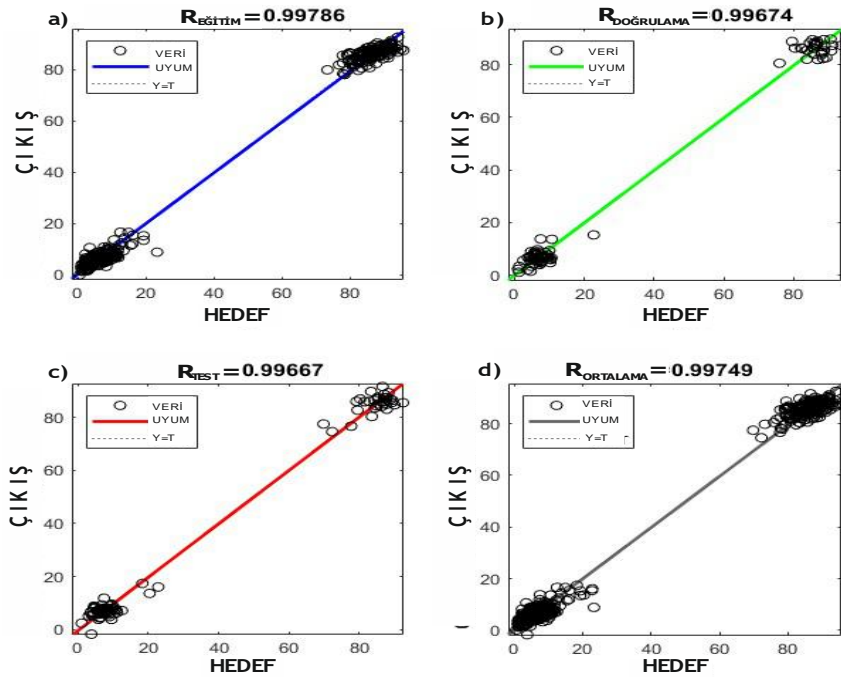 a)
R_EĞİTİM = 0.99786
VERİ
UYUM
Y=T
80
60
40
20
0
0 20 40 60 80
ÇIKIŞ
HEDEF
b)
R_DOĞRULAMA = 0.99674
VERİ
UYUM
Y=T
80
60
40
20
0
0 20 40 60 80
ÇIKIŞ
HEDEF
c)
R_TEST = 0.99667
VERİ
UYUM
Y=T
80
60
40
20
0
0 20 40 60 80
ÇIKIŞ
HEDEF
d)
R_ORTALAMA = 0.99749
VERİ
UYUM
Y=T
80
60
40
20
0
0 20 40 60 80
ÇIKIŞ
HEDEF